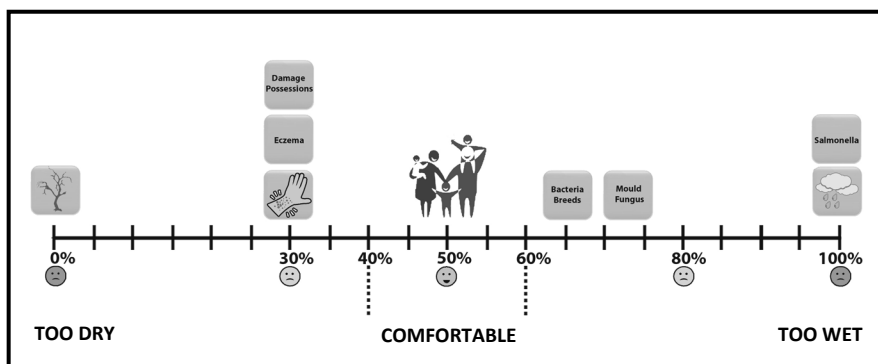 Damage
Possessions
Eczema
Salmonella
Bacteria
Breeds
Mould
Fungus
0%
30%
40%
50%
60%
80%
100%
TOO DRY
COMFORTABLE
TOO WET